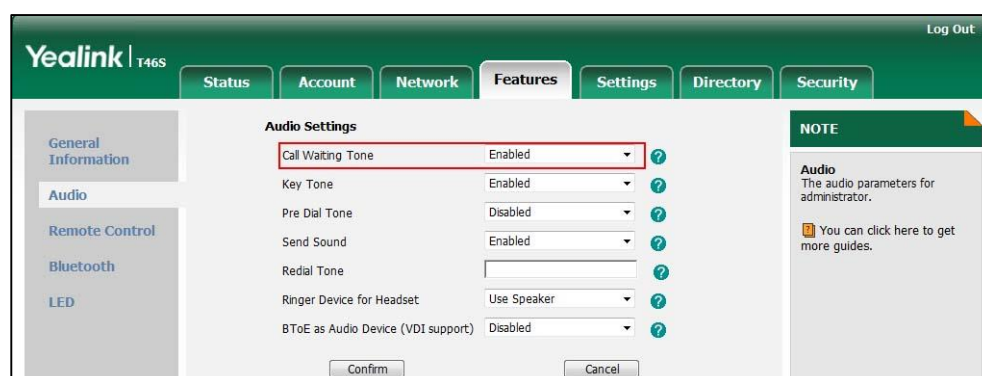 Log Out
Yealink | T46S
Status Account Network Features Settings Directory Security
General
Information
Audio
Remote Control
Bluetooth
LED
Audio Settings
Call Waiting Tone Enabled ?
Key Tone Enabled ?
Pre Dial Tone Disabled ?
Send Sound Enabled ?
Redial Tone ?
Ringer Device for Headset Use Speaker ?
BToE as Audio Device (VDI support) Disabled ?
Confirm Cancel
NOTE
Audio
The audio parameters for
administrator.
? You can click here to get
more guides.